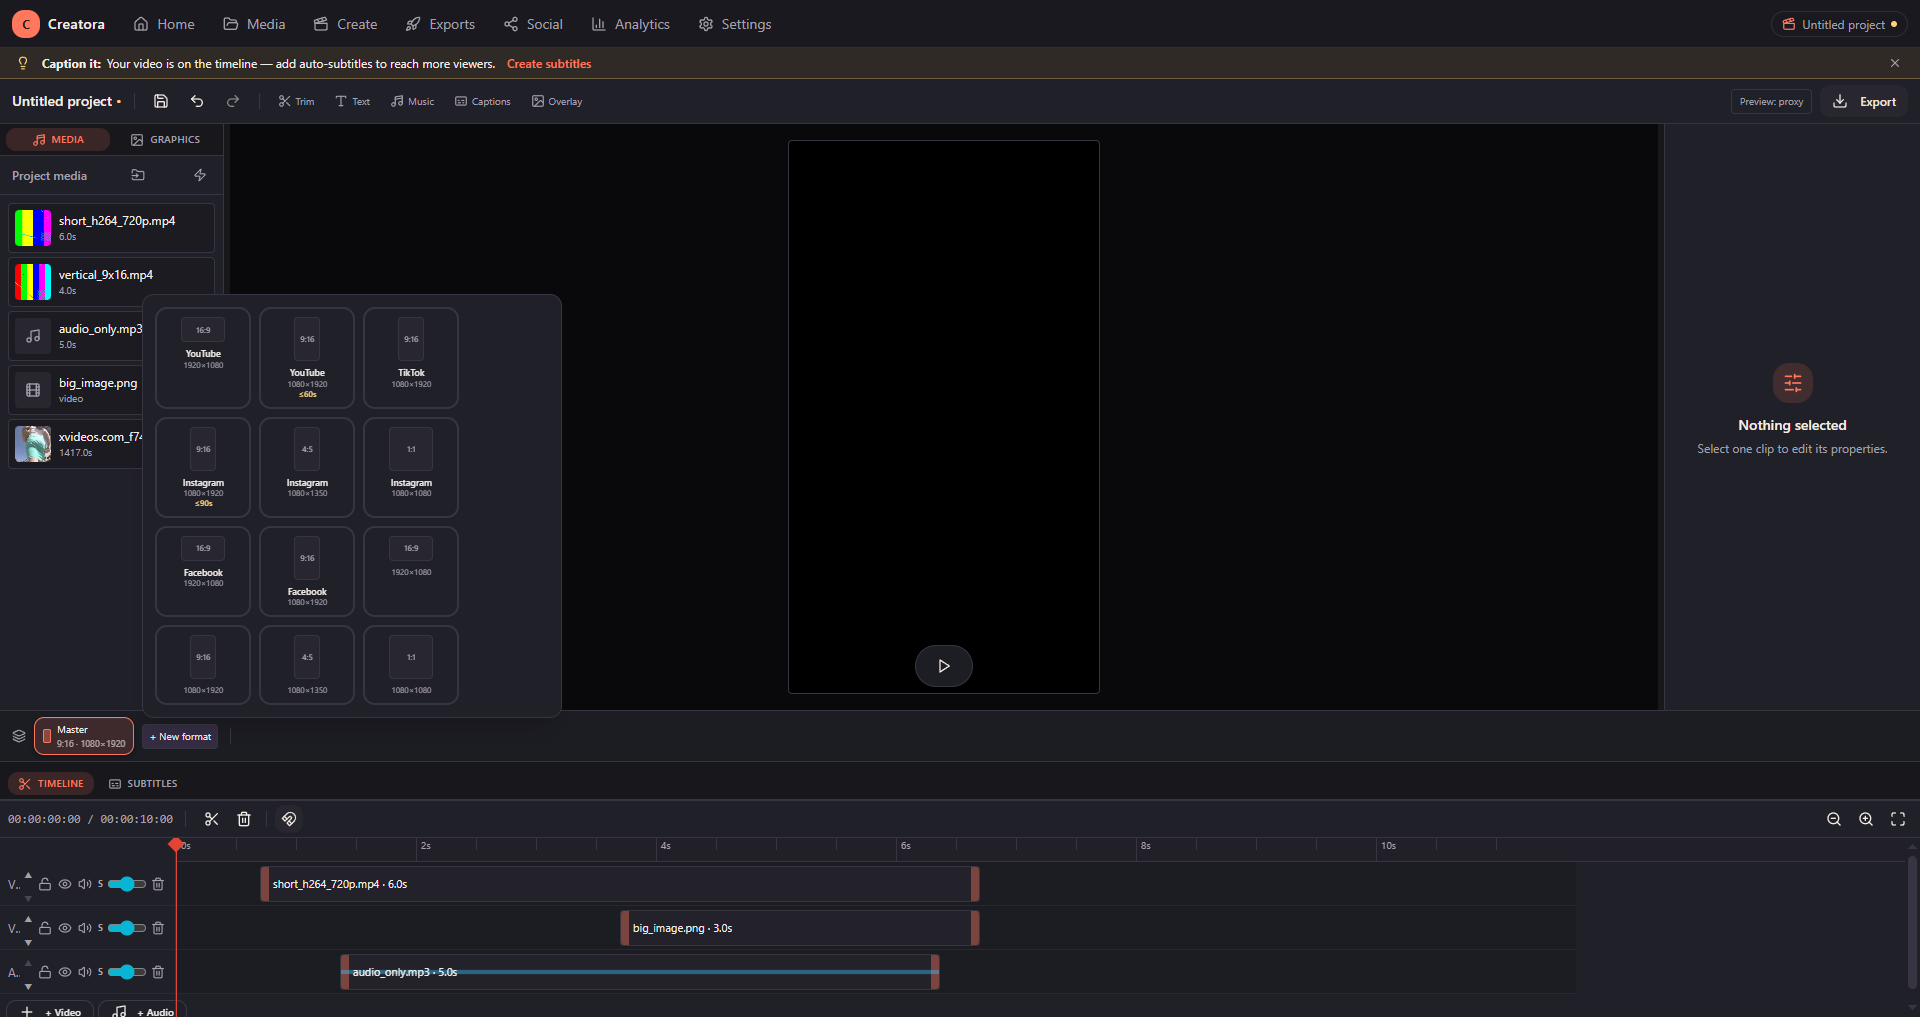 C Creatora Home Media Create Exports Social Analytics Settings Untitled project
Caption it: Your video is on the timeline — add auto-subtitles to reach more viewers. Create subtitles
Untitled project • Trim Text Music Captions Overlay Preview: proxy Export
MEDIA GRAPHICS
Project media
short_h264_720p.mp4
6.0s
vertical_9x16.mp4
4.0s
audio_only.mp3
5.0s
big_image.png
video
xvideos.com_f74
1417.0s
16:9 9:16 9:16
YouTube
1920×1080
YouTube
1080×1920
≤60s
TikTok
1080×1920
9:16 4:5 1:1
Instagram Instagram Instagram
1080×1920 1080×1350 1080×1080
≤90s
16:9 9:16 16:9
Facebook
1920×1080
Facebook
1080×1920
1920×1080
9:16 4:5 1:1
1080×1920 1080×1350 1080×1080
Nothing selected
Select one clip to edit its properties.
Master
9:16 · 1080×1920
+ New format
TIMELINE SUBTITLES
00:00:00:00 / 00:00:10:00
0s 2s 4s 6s 8s 10s
V.. S short_h264_720p.mp4 · 6.0s
V.. S big_image.png · 3.0s
A.. S audio_only.mp3 · 5.0s
+ Video + Audio